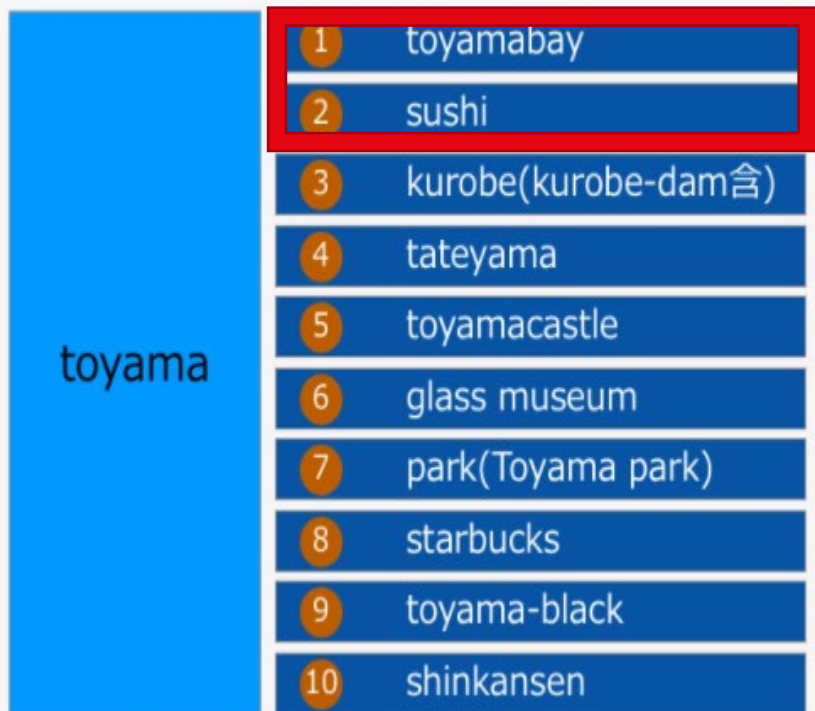 toyama
1 toyamabay
2 sushi
3 kurobe(kurobe-dam含)
4 tateyama
5 toyamacastle
6 glass museum
7 park(Toyama park)
8 starbucks
9 toyama-black
10 shinkansen